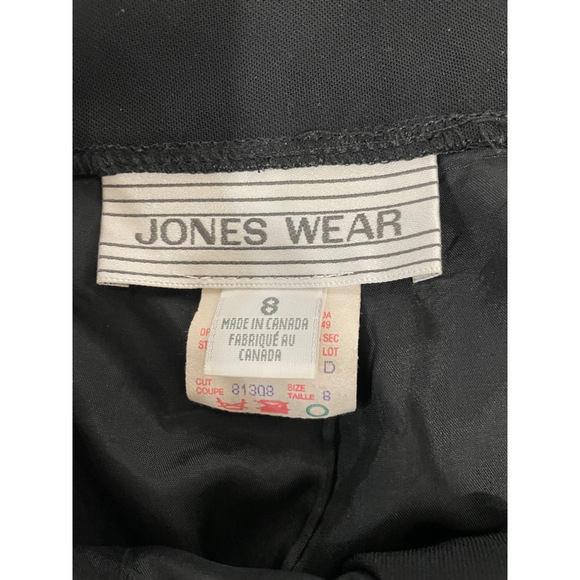 JONES WEAR
8
MADE IN CANADA
FABRIQUÉ AU
CANADA
SEC
LOT
D
CUT
COUPE 81308 SIZE
TAILLE 8